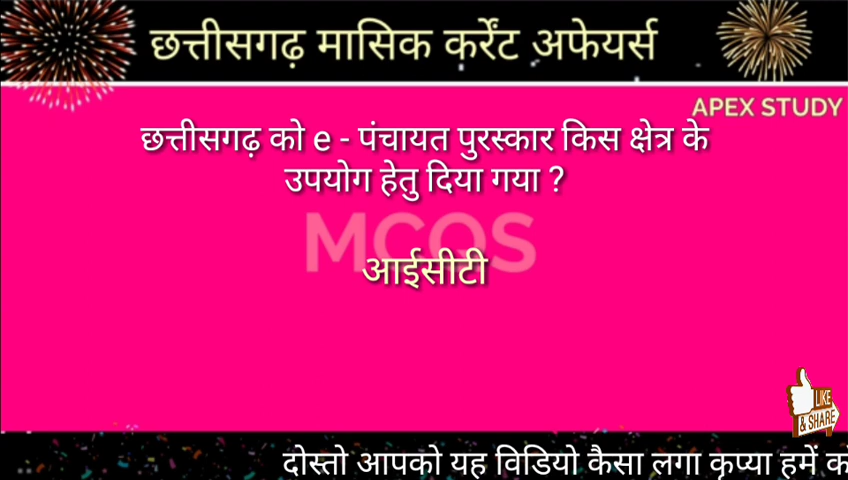 छत्तीसगढ़ मासिक करेंट अफेयर्स
APEX STUDY
छत्तीसगढ़ को e - पंचायत पुरस्कार किस क्षेत्र के
उपयोग हेतु दिया गया ?
MCQS
आईसीटी
LIKE
& SHARE
दोस्तो आपको यह विडियो कैसा लगा कृप्या हमें